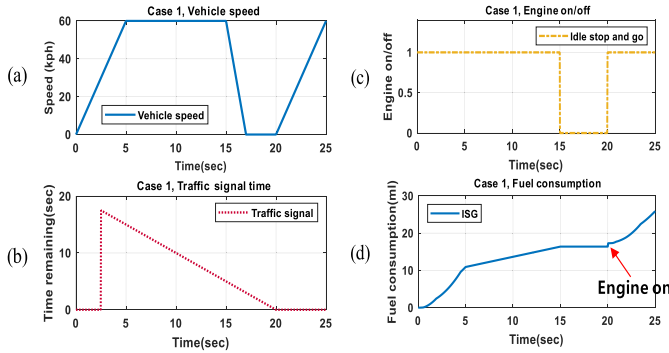 (a)
Case 1, Vehicle speed
Speed (kph)
60
40
20
0
Vehicle speed
0 5 10 15 20 25
Time(sec)
(b)
Case 1, Traffic signal time
Time remaining(sec)
20
10
0
Traffic signal
0 5 10 15 20 25
Time(sec)
(c)
Case 1, Engine on/off
Engine on/off
1
0.5
0
Idle stop and go
0 5 10 15 20 25
Time(sec)
(d)
Case 1, Fuel consumption
Fuel consumption(ml)
30
20
10
0
ISG
Engine on
0 5 10 15 20 25
Time(sec)